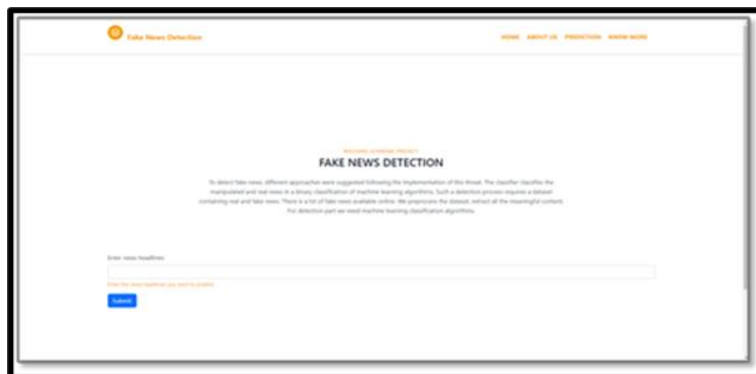 Fake News Detection
HOME ABOUT US PREDICTION KNOW MORE
MACHINE LEARNING PROJECT
FAKE NEWS DETECTION
To detect fake news, different approaches were suggested following the implementation of this threat. The classifier classifies the
manipulated and real news in a binary classification of machine learning algorithms. Such a detection process requires a dataset
containing real and fake news. There is a lot of fake news available online. We preprocess the dataset, extract all the meaningful content.
For detection part we need machine learning classification algorithms.
Enter news headlines
Enter the news headlines you want to predict
Submit